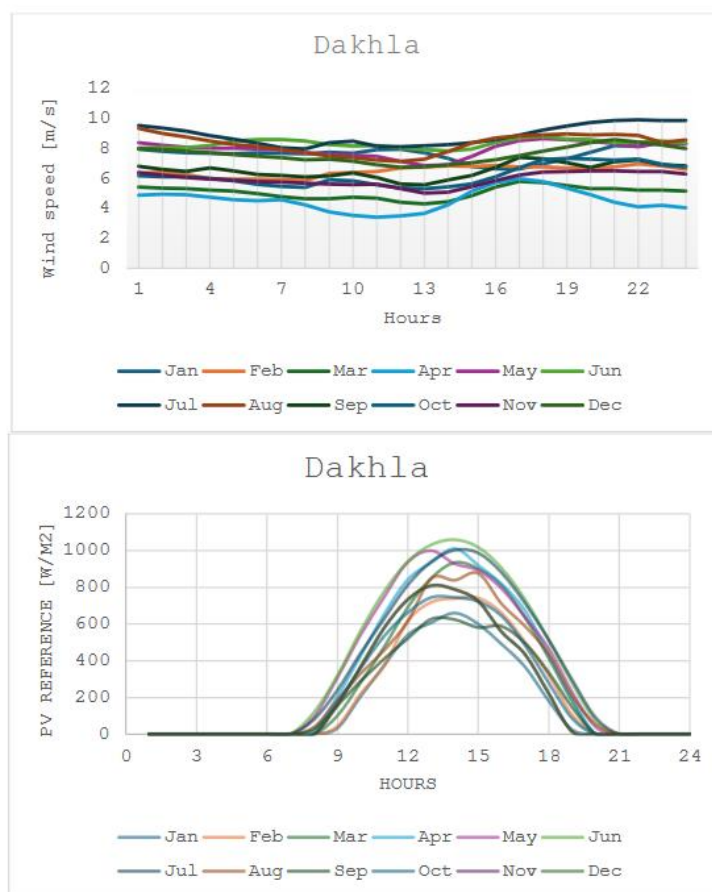 Dakhla
Wind speed [m/s]
12
10
8
6
4
2
0
1 4 7 10 13 16 19 22
Hours
Jan Feb Mar Apr May Jun
Jul Aug Sep Oct Nov Dec
Dakhla
PV REFERENCE [W/M2]
1200
1000
800
600
400
200
0
0 3 6 9 12 15 18 21 24
HOURS
Jan Feb Mar Apr May Jun
Jul Aug Sep Oct Nov Dec